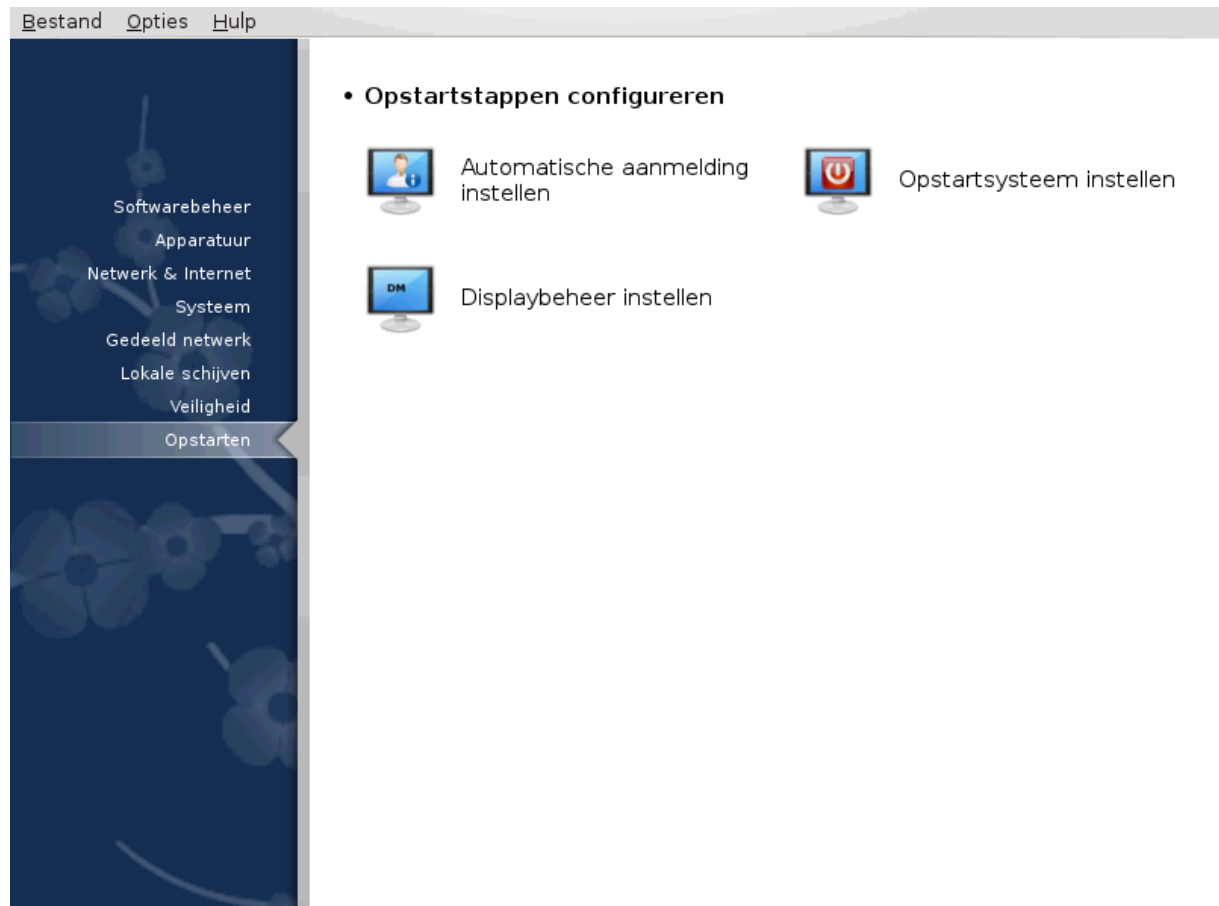 Bestand Opties Hulp
Softwarebeheer
Apparatuur
Netwerk & Internet
Systeem
Gedeeld netwerk
Lokale schijven
Veiligheid
Opstarten
• Opstartstappen configureren
Automatische aanmelding
instellen
Opstartsysteem instellen
DM
Displaybeheer instellen